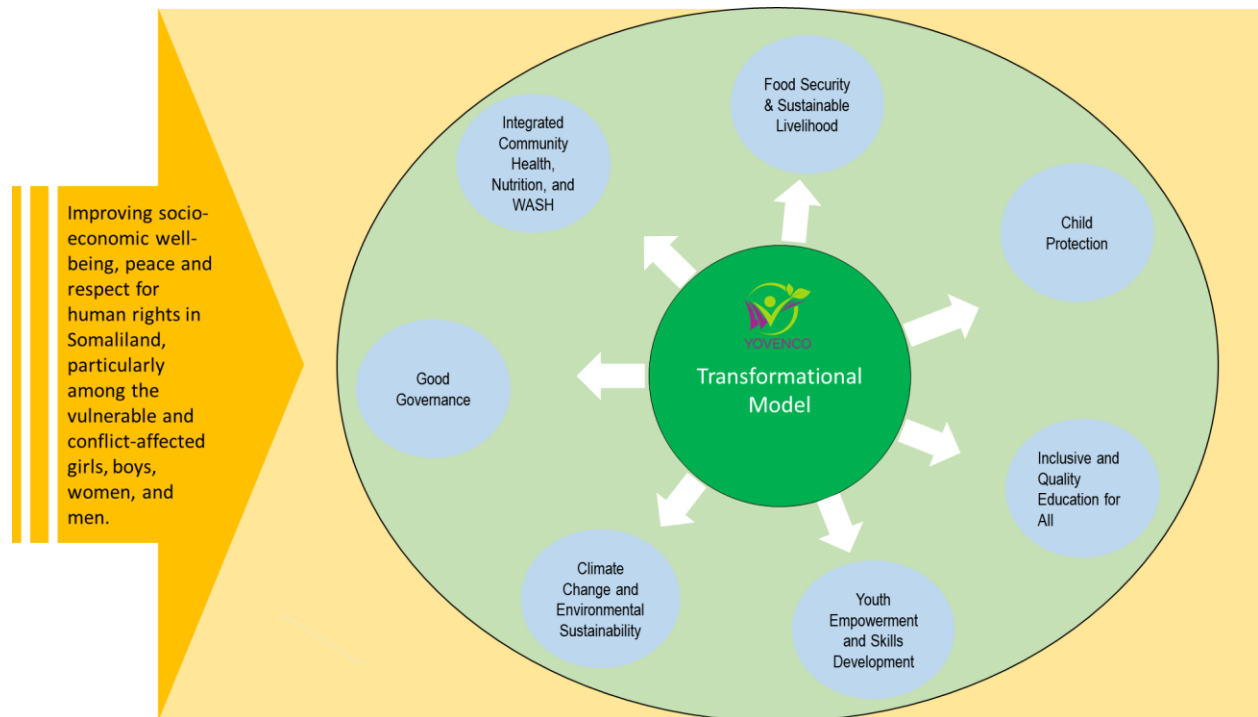 Improving socio-
economic well-
being, peace and
respect for
human rights in
Somaliland,
particularly
among the
vulnerable and
conflict-affected
girls, boys,
women, and
men.
Food Security
& Sustainable
Livelihood
Integrated
Community
Health,
Nutrition, and
WASH
Child
Protection
YOVENCO
Transformational
Model
Good
Governance
Inclusive and
Quality
Education for
All
Climate
Change and
Environmental
Sustainability
Youth
Empowerment
and Skills
Development